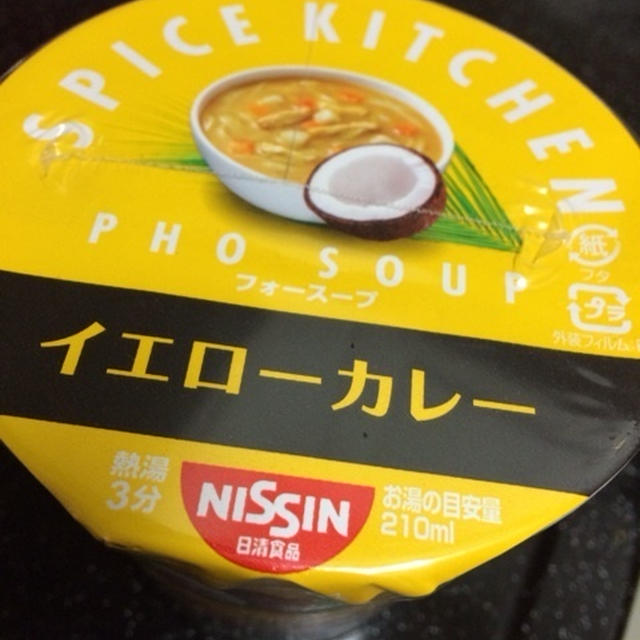 SPICE KITCHEN
PHO SOUP
フォースープ
紙
フタ
プラ
外装フィルム
イエローカレー
熱湯
3分
NISSIN
日清食品
お湯の目安量
210ml